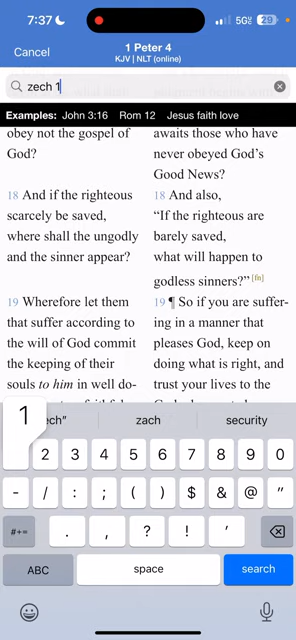 7:37 5G 29
1 Peter 4
Cancel
KJV | NLT (online)
zech 1
Examples: John 3:16 Rom 12 Jesus faith love
obey not the gospel of
God?
18 And if the righteous
scarcely be saved,
where shall the ungodly
and the sinner appear?
19 Wherefore let them
that suffer according to
the will of God commit
the keeping of their
souls to him in well do-
awaits those who have
never obeyed God's
Good News?
18 And also,
“If the righteous are
barely saved,
what will happen to
godless sinners?” [fn]
19 ¶ So if you are suffer-
ing in a manner that
pleases God, keep on
doing what is right, and
trust your lives to the
1
ech” zach security
2 3 4 5 6 7 8 9 0
- / : ; ( ) $ & @ "
#+= . , ? ! ’
ABC space search